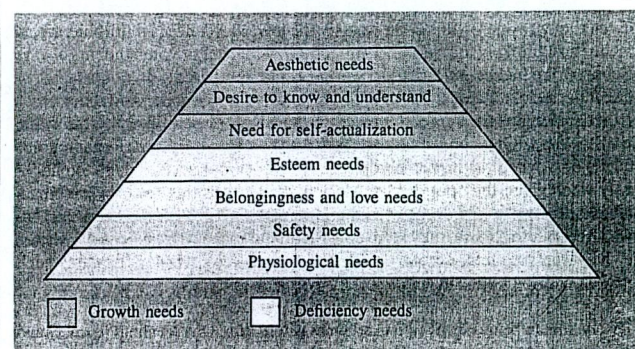 Aesthetic needs
Desire to know and understand
Need for self-actualization
Esteem needs
Belongingness and love needs
Safety needs
Physiological needs
Growth needs
Deficiency needs